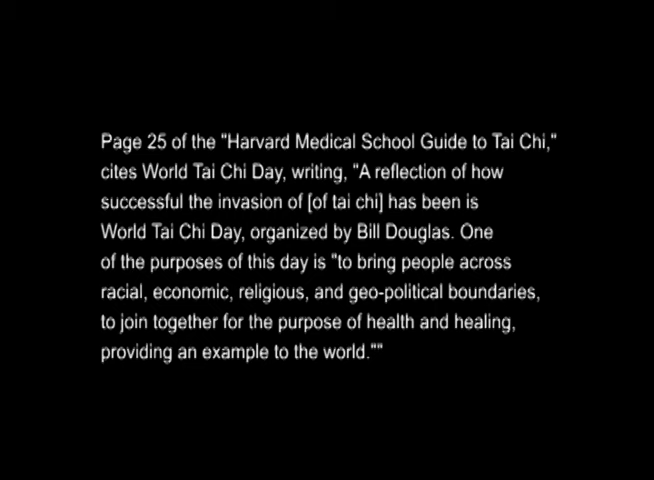 Page 25 of the "Harvard Medical School Guide to Tai Chi,"
cites World Tai Chi Day, writing, "A reflection of how
successful the invasion of [of tai chi] has been is
World Tai Chi Day, organized by Bill Douglas. One
of the purposes of this day is "to bring people across
racial, economic, religious, and geo-political boundaries,
to join together for the purpose of health and healing,
providing an example to the world.""